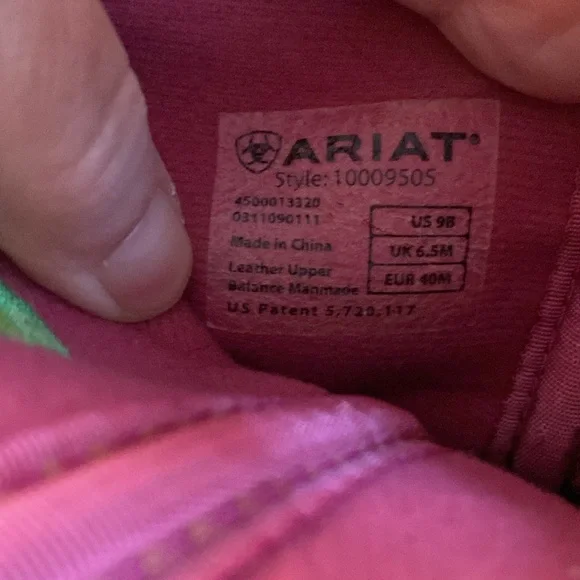 ARIAT®
Style: 10009505
4500013320
0311090111
US 9B
Made in China
UK 6.5M
Leather Upper
EUR 40M
Balance Manmade
US Patent 5,720,117